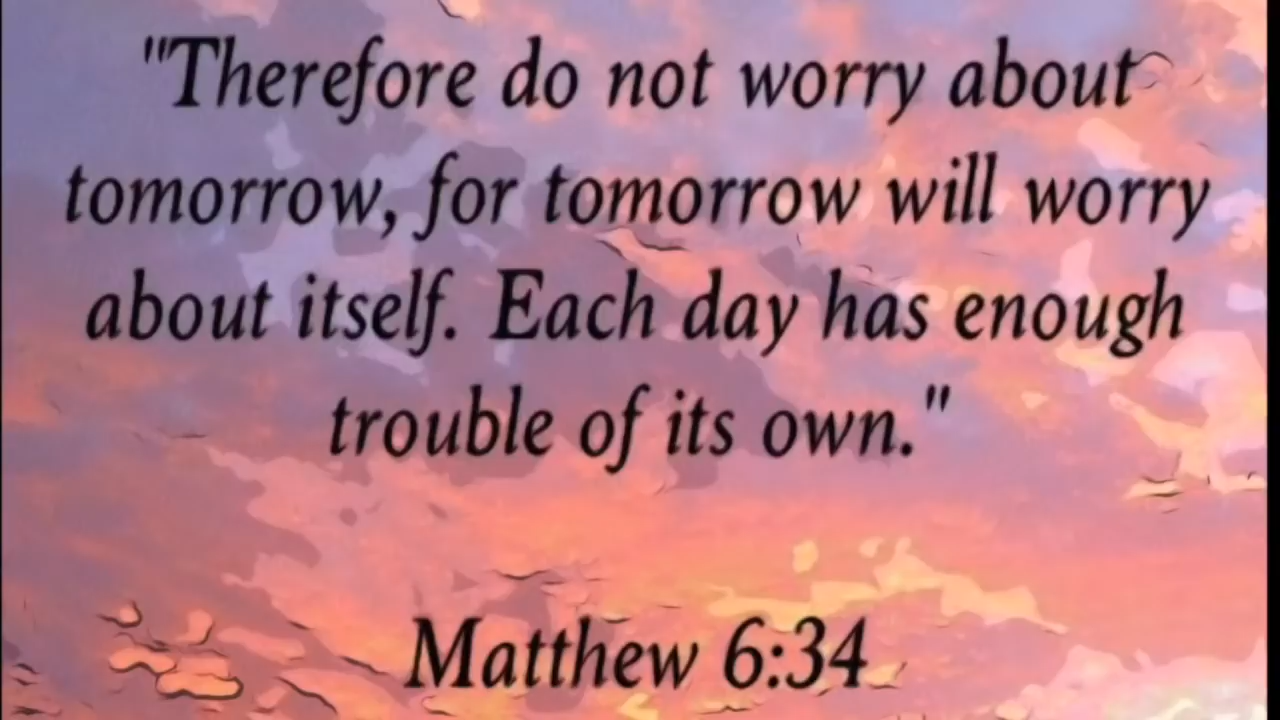 "Therefore do not worry about
tomorrow, for tomorrow will worry
about itself. Each day has enough
trouble of its own."
Matthew 6:34